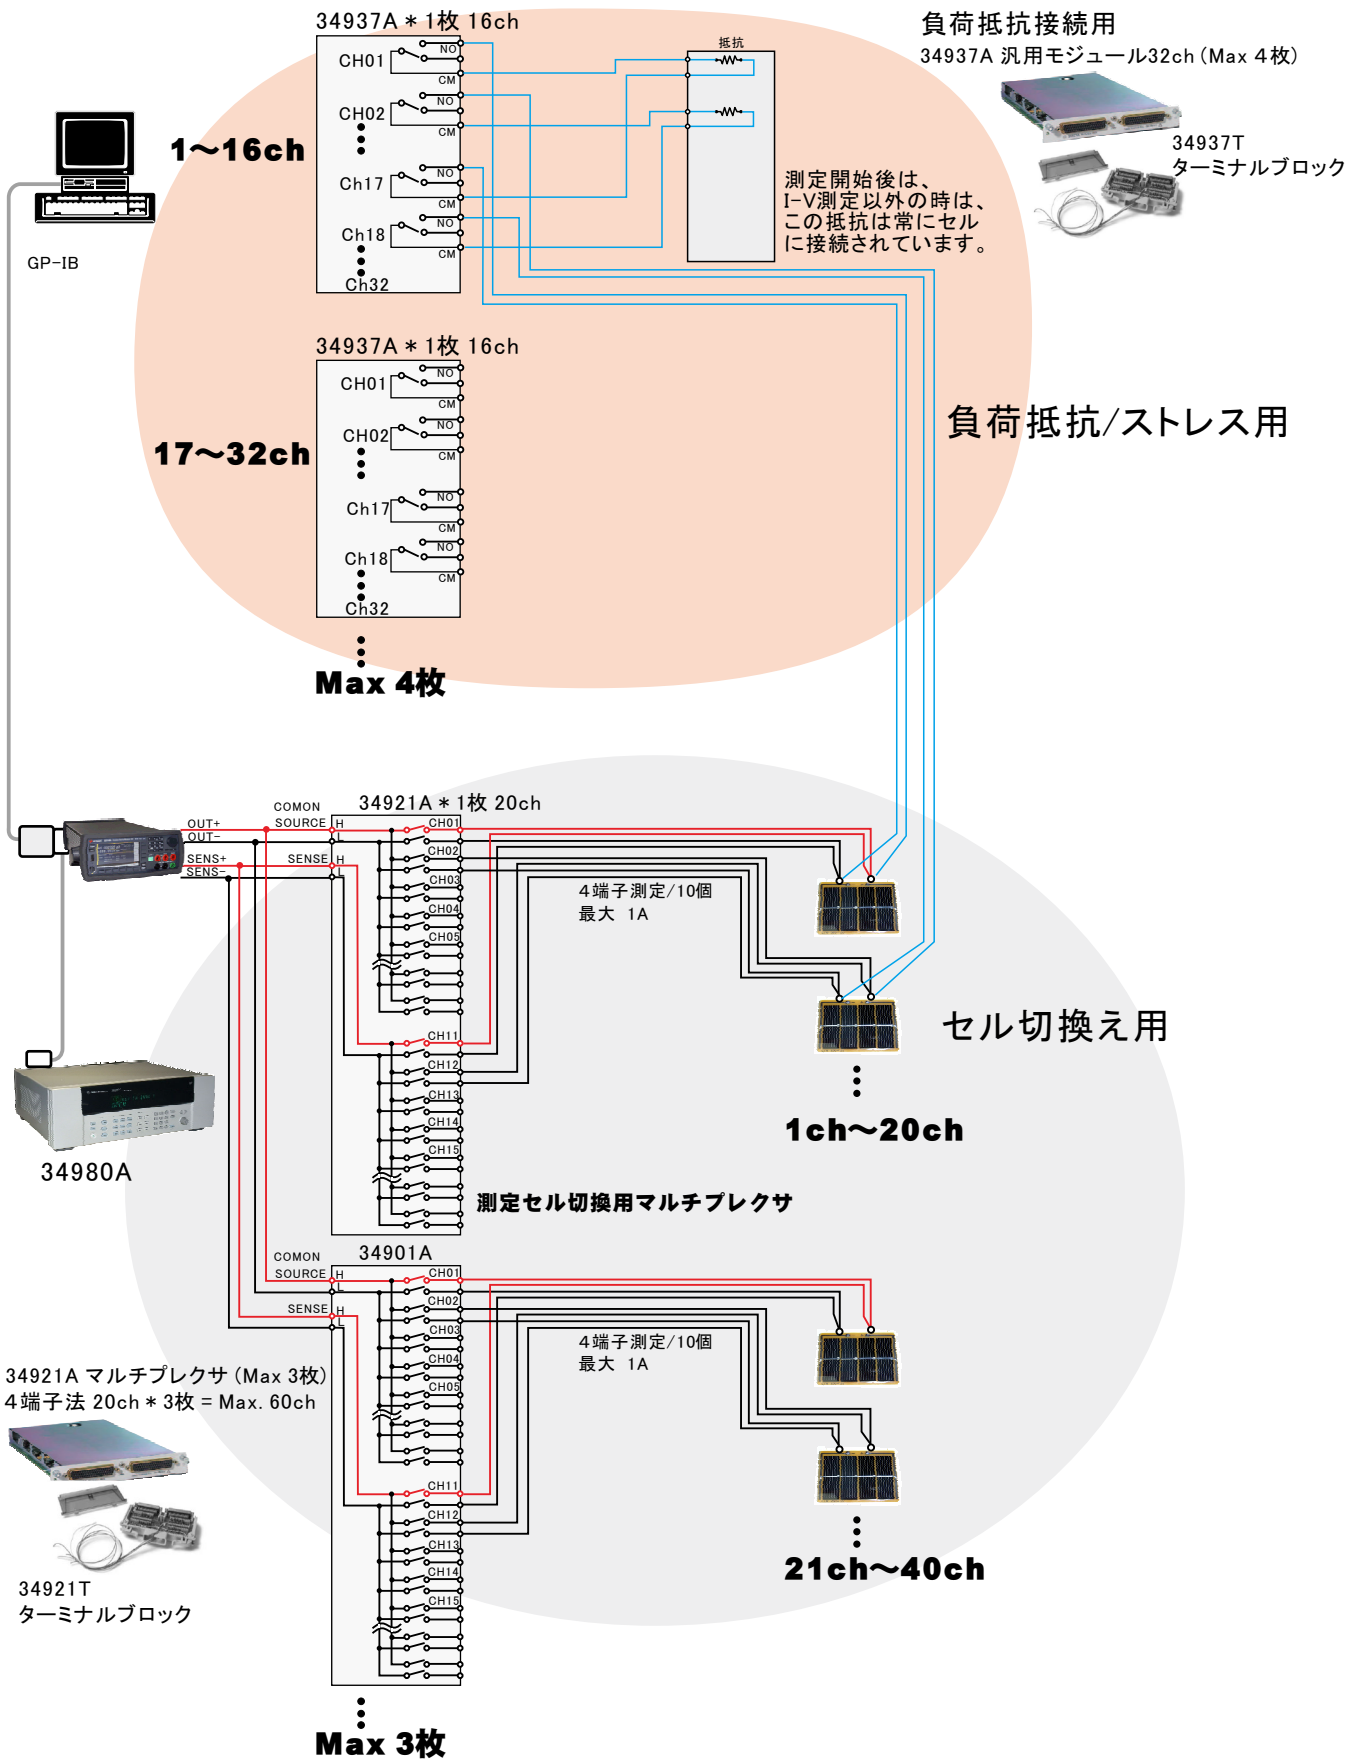 34937A * 1枚 16ch
CH01
NO
CM
CH02
NO
CM
Ch17
NO
CM
Ch18
NO
CM
Ch32
1～16ch
抵抗
測定開始後は、
I-V測定以外の時は、
この抵抗は常にセル
に接続されています。
負荷抵抗接続用
34937A 汎用モジュール32ch (Max 4枚)
34937T
ターミナルブロック
GP-IB
34937A * 1枚 16ch
CH01
NO
CM
CH02
NO
CM
Ch17
NO
CM
Ch18
NO
CM
Ch32
17～32ch
Max 4枚
負荷抵抗/ストレス用
34921A * 1枚 20ch
OUT+
OUT-
SENS+
SENS-
COMON
SOURCE
H
L
SENSE
H
L
CH01
CH02
CH03
CH04
CH05
CH11
CH12
CH13
CH14
CH15
4端子測定/10個
最大 1A
セル切換え用
1ch～20ch
測定セル切換用マルチプレクサ
34980A
34901A
COMON
SOURCE
H
L
SENSE
H
L
CH01
CH02
CH03
CH04
CH05
CH11
CH12
CH13
CH14
CH15
4端子測定/10個
最大 1A
21ch～40ch
34921A マルチプレクサ (Max 3枚)
4端子法 20ch * 3枚 = Max. 60ch
34921T
ターミナルブロック
Max 3枚